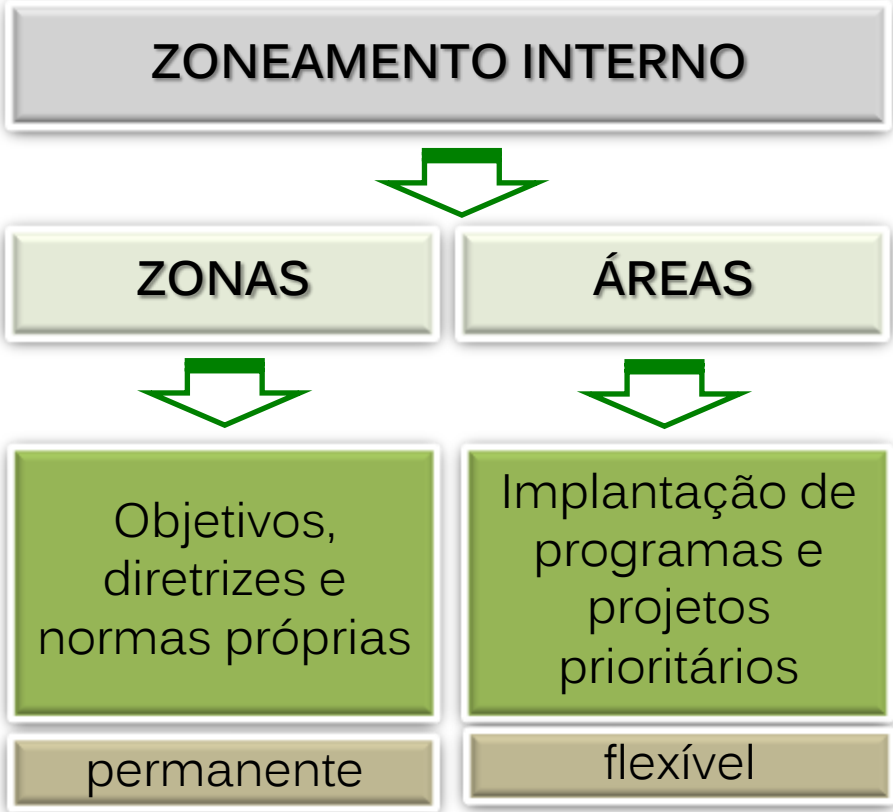 ZONEAMENTO INTERNO
ZONAS
ÁREAS
Objetivos,
diretrizes e
normas próprias
Implantação de
programas e
projetos
prioritários
permanente
flexível